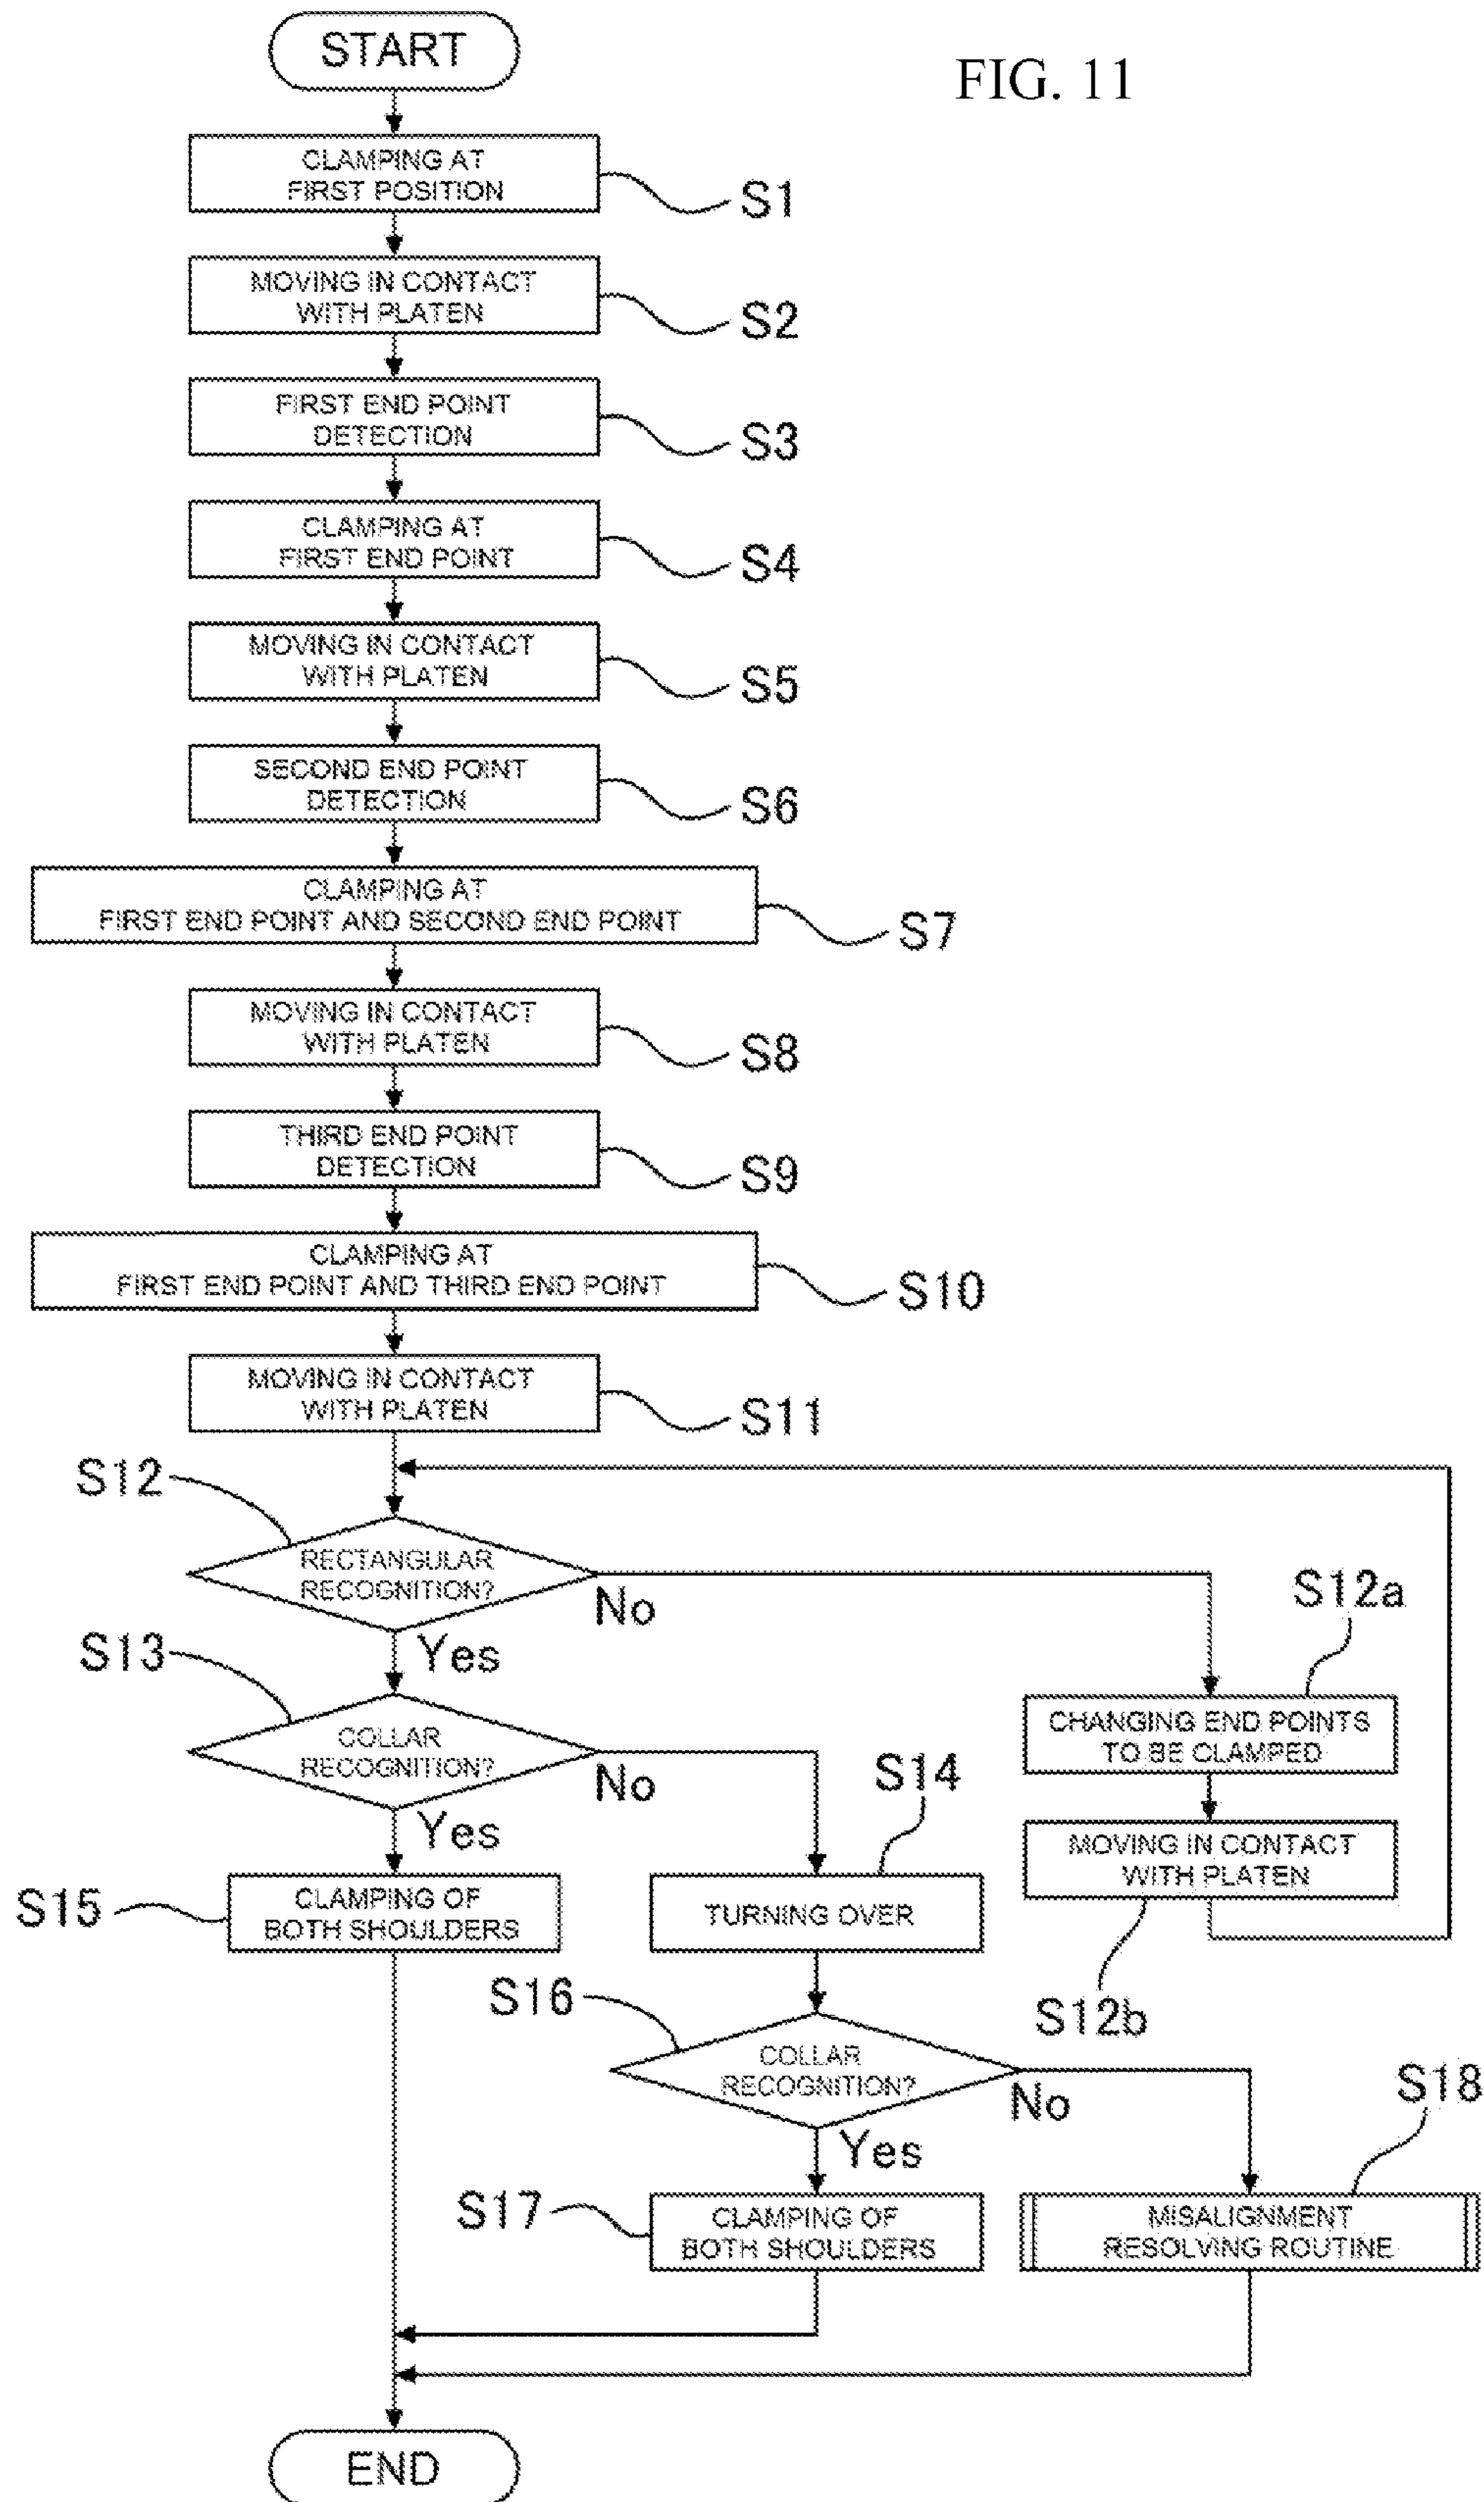 START
FIG. 11
CLAMPING AT
FIRST POSITION
S1
MOVING IN CONTACT
WITH PLATEN
S2
FIRST END POINT
DETECTION
S3
CLAMPING AT
FIRST END POINT
S4
MOVING IN CONTACT
WITH PLATEN
S5
SECOND END POINT
DETECTION
S6
CLAMPING AT
FIRST END POINT AND SECOND END POINT
S7
MOVING IN CONTACT
WITH PLATEN
S8
THIRD END POINT
DETECTION
S9
CLAMPING AT
FIRST END POINT AND THIRD END POINT
S10
MOVING IN CONTACT
WITH PLATEN
S11
S12
RECTANGULAR
RECOGNITION?
No
Yes
S12a
CHANGING END POINTS
TO BE CLAMPED
MOVING IN CONTACT
WITH PLATEN
S12b
S13
COLLAR
RECOGNITION?
No
Yes
S14
TURNING OVER
S15
CLAMPING OF
BOTH SHOULDERS
S16
COLLAR
RECOGNITION?
No
Yes
S17
CLAMPING OF
BOTH SHOULDERS
S18
MISALIGNMENT
RESOLVING ROUTINE
END